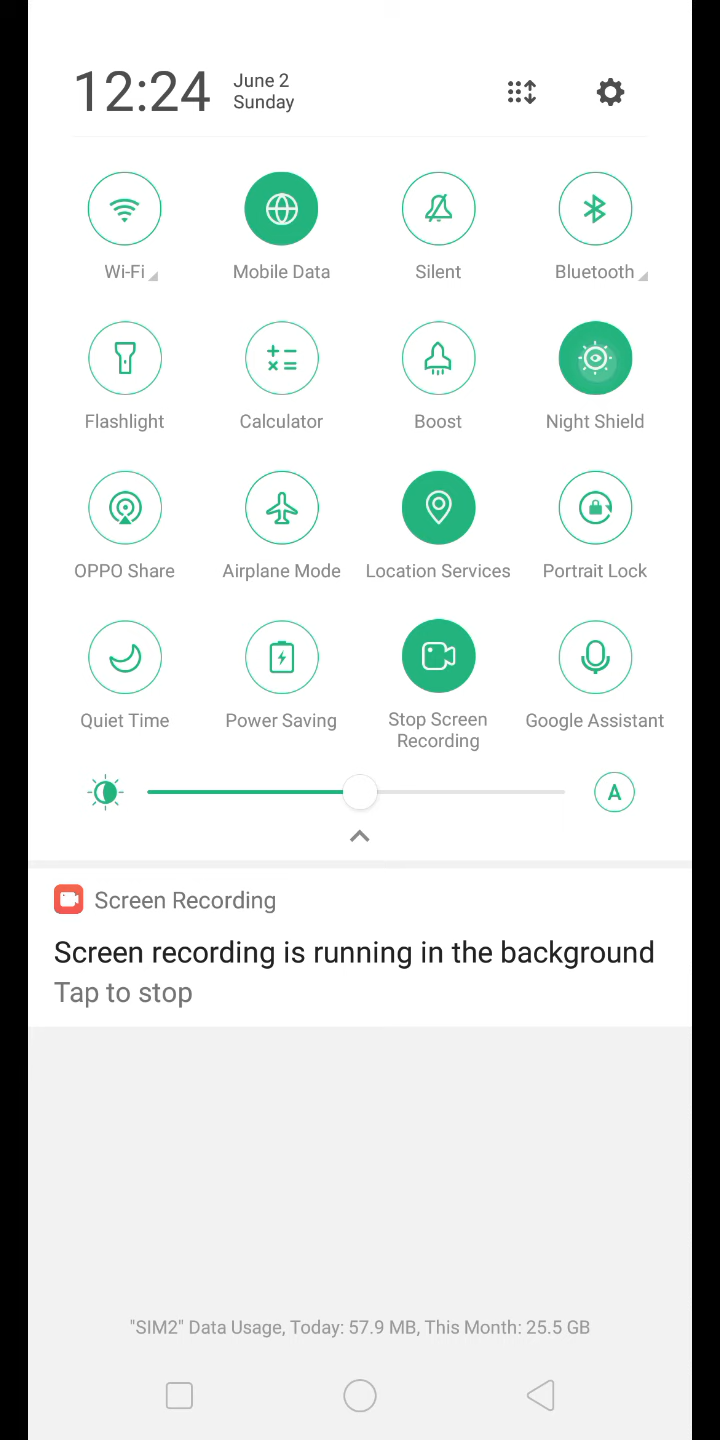 12:24
June 2
Sunday
Wi-Fi
Mobile Data
Silent
Bluetooth
Flashlight
Calculator
Boost
Night Shield
OPPO Share
Airplane Mode
Location Services
Portrait Lock
Quiet Time
Power Saving
Stop Screen
Recording
Google Assistant
A
Screen Recording
Screen recording is running in the background
Tap to stop
"SIM2" Data Usage, Today: 57.9 MB, This Month: 25.5 GB